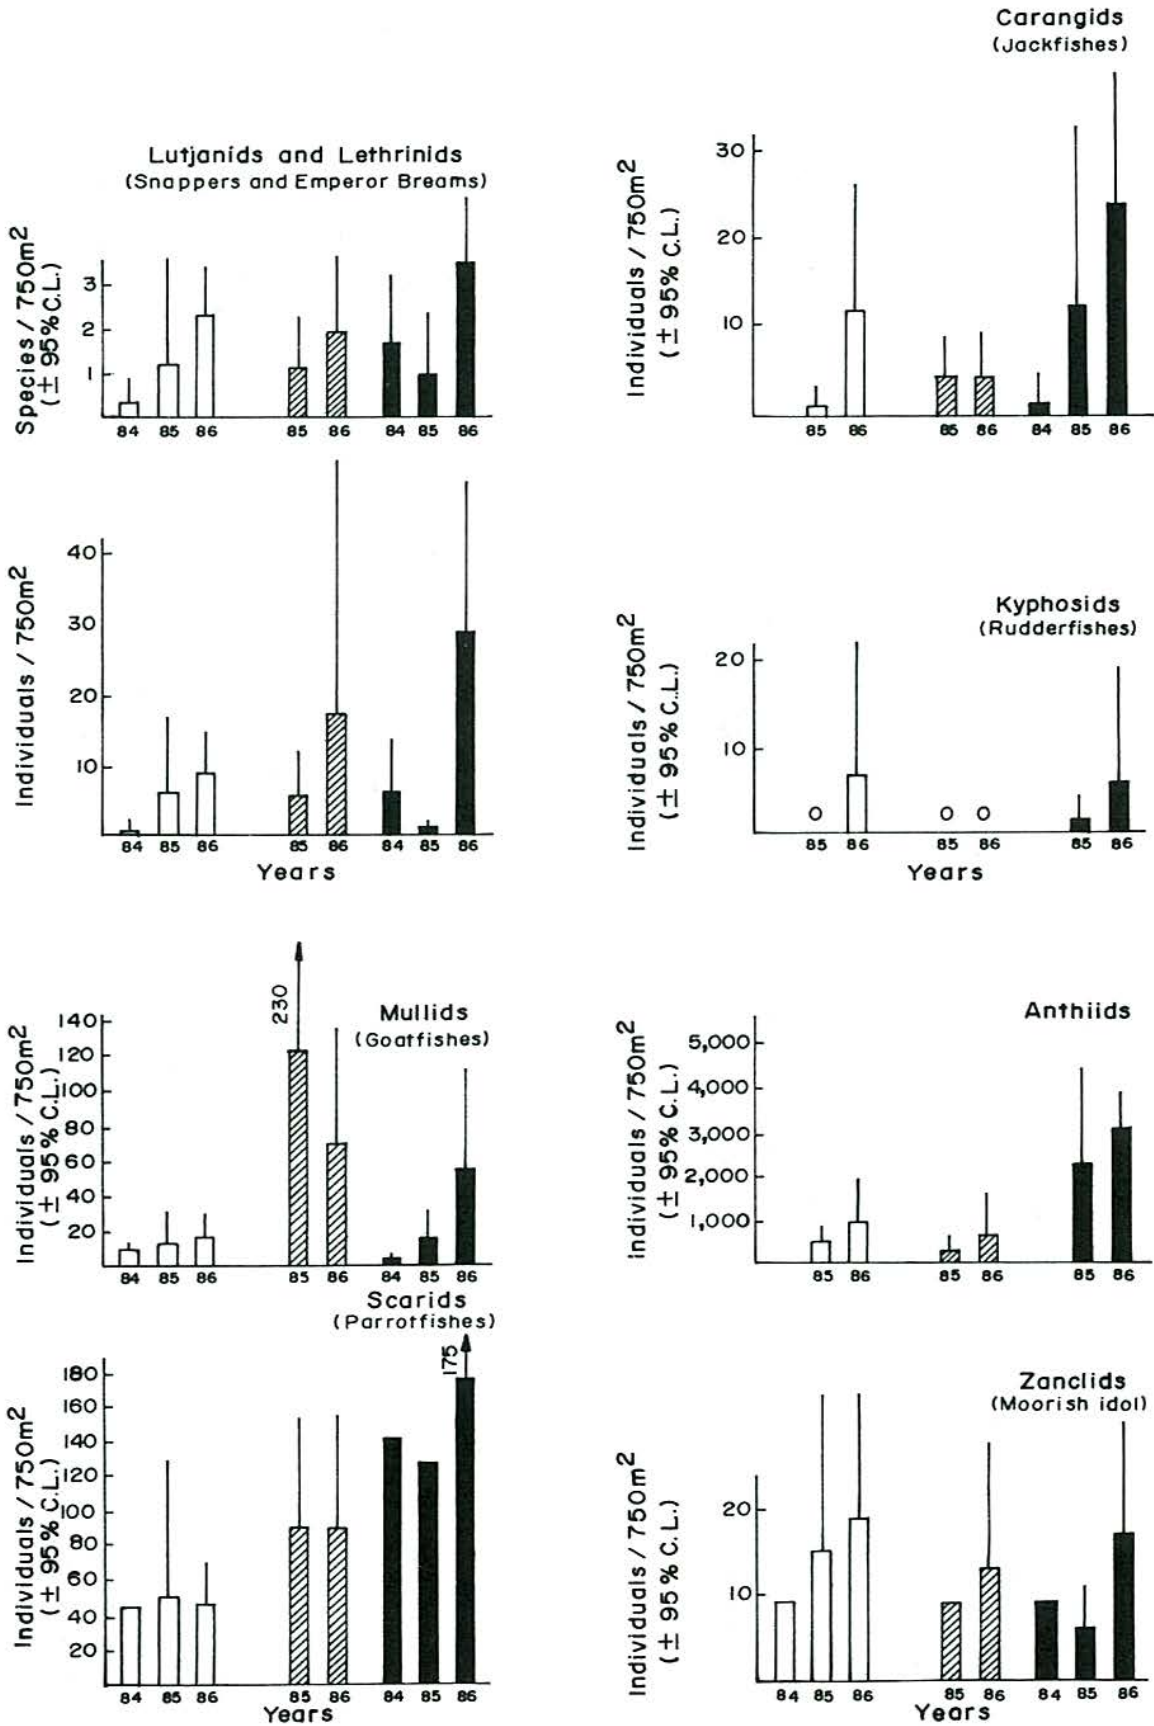 Lutjanids and Lethrinids
(Snappers and Emperor Breams)
Species / 750m²
(± 95% C.L.)
3
2
1
84 85 86 85 86 84 85 86
Individuals / 750m²
40
30
20
10
84 85 86 85 86 84 85 86
Years
Mullids
(Goatfishes)
230
Individuals / 750m²
(± 95% C.L.)
140
120
100
80
60
40
20
84 85 86 85 86 84 85 86
Scarids
(Parrotfishes)
175
Individuals / 750m²
(± 95% C.L.)
180
160
140
120
100
80
60
40
20
84 85 86 85 86 84 85 86
Years
Carangids
(Jackfishes)
Individuals / 750m²
(± 95% C.L.)
30
20
10
85 86 85 86 84 85 86
Kyphosids
(Rudderfishes)
Individuals / 750m²
(± 95% C.L.)
20
10
O O O
85 86 85 86 85 86
Years
Anthiids
Individuals / 750m²
(± 95% C.L.)
5,000
4,000
3,000
2,000
1,000
85 86 85 86 85 86
Zanclids
(Moorish idol)
Individuals / 750m²
(± 95% C.L.)
20
10
84 85 86 85 86 84 85 86
Years